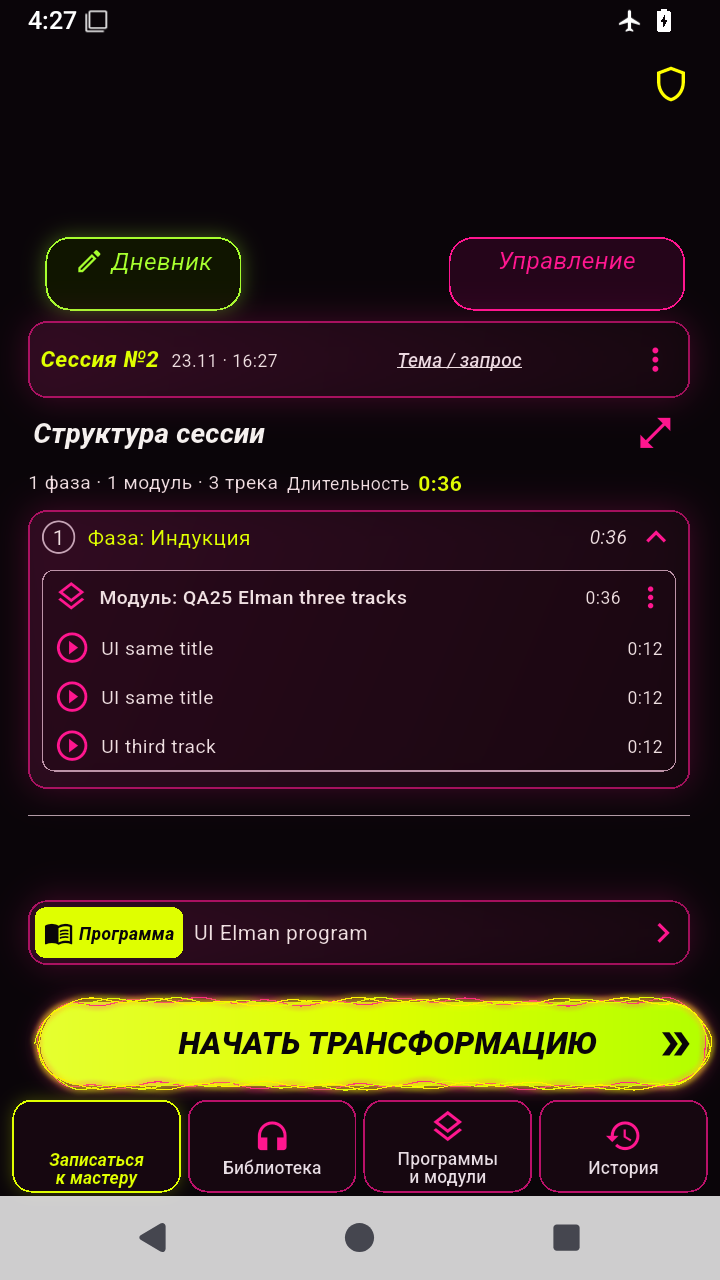 4:27
Дневник
Управление
Сессия №2 23.11 · 16:27 Тема / запрос
Структура сессии
1 фаза · 1 модуль · 3 трека Длительность 0:36
1 Фаза: Индукция 0:36
Модуль: QA25 Elman three tracks 0:36
UI same title 0:12
UI same title 0:12
UI third track 0:12
Программа UI Elman program
НАЧАТЬ ТРАНСФОРМАЦИЮ »
Записаться
к мастеру
Библиотека
Программы
и модули
История